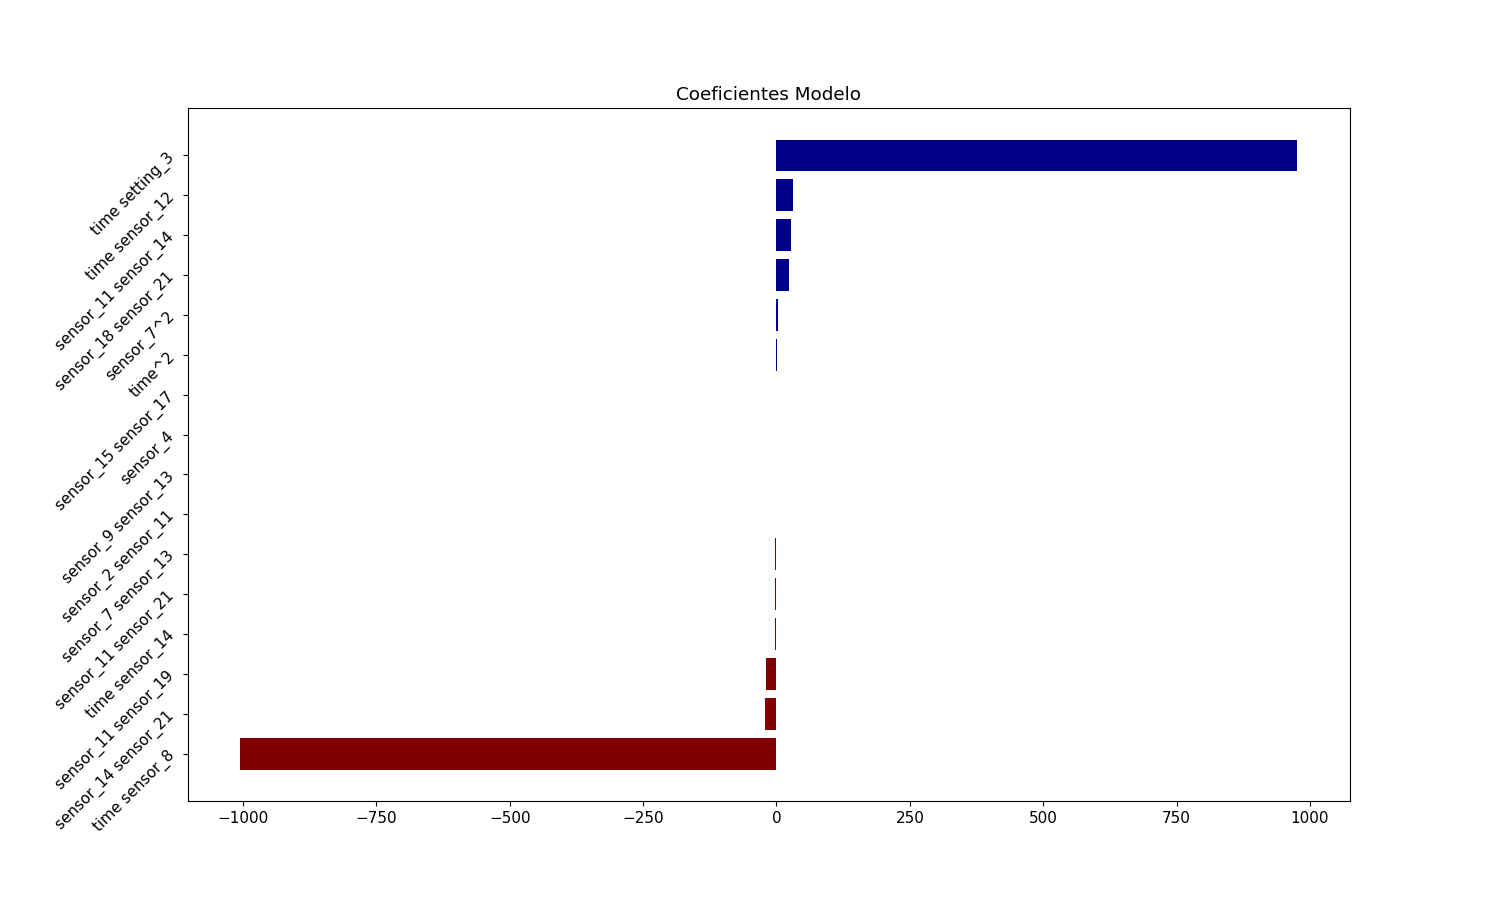 Coeficientes Modelo
time setting_3
time sensor_12
sensor_11 sensor_14
sensor_18 sensor_21
sensor_7^2
time^2
sensor_15 sensor_17
sensor_4
sensor_9 sensor_13
sensor_2 sensor_11
sensor_7 sensor_13
sensor_11 sensor_21
time sensor_14
sensor_11 sensor_19
sensor_14 sensor_21
time sensor_8
−1000 −750 −500 −250 0 250 500 750 1000